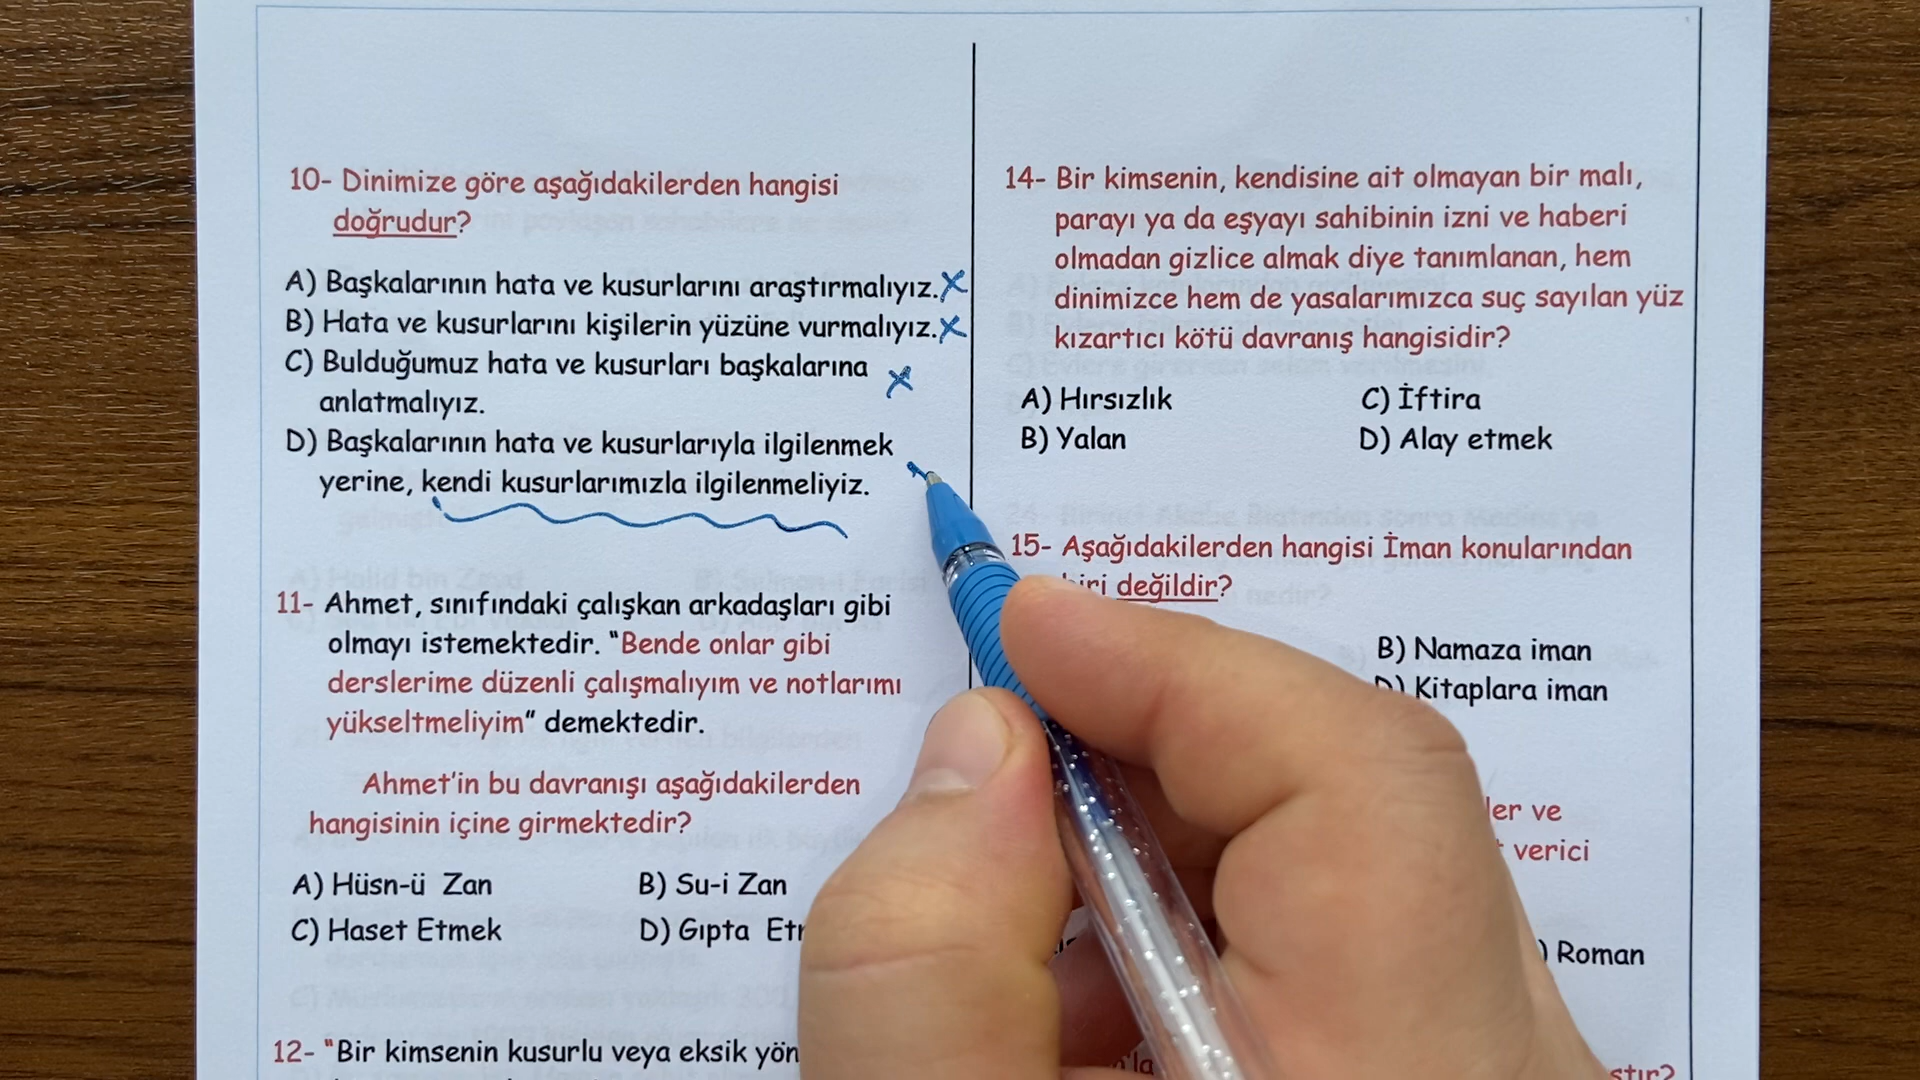 10- Dinimize göre aşağıdakilerden hangisi
doğrudur?
A) Başkalarının hata ve kusurlarını araştırmalıyız.
B) Hata ve kusurlarını kişilerin yüzüne vurmalıyız.
C) Bulduğumuz hata ve kusurları başkalarına
anlatmalıyız.
D) Başkalarının hata ve kusurlarıyla ilgilenmek
yerine, kendi kusurlarımızla ilgilenmeliyiz.
11- Ahmet, sınıfındaki çalışkan arkadaşları gibi
olmayı istemektedir. "Bende onlar gibi
derslerime düzenli çalışmalıyım ve notlarımı
yükseltmeliyim" demektedir.
Ahmet'in bu davranışı aşağıdakilerden
hangisinin içine girmektedir?
A) Hüsn-ü Zan B) Su-i Zan
C) Haset Etmek D) Gıpta
12- "Bir kimsenin kusurlu veya eksik
14- Bir kimsenin, kendisine ait olmayan bir malı,
parayı ya da eşyayı sahibinin izni ve haberi
olmadan gizlice almak diye tanımlanan, hem
dinimizce hem de yasalarımızca suç sayılan yüz
kızartıcı kötü davranış hangisidir?
A) Hırsızlık C) İftira
B) Yalan D) Alay etmek
15- Aşağıdakilerden hangisi İman konularından
biri değildir?
B) Namaza iman
D) Kitaplara iman
ve
verici
Roman